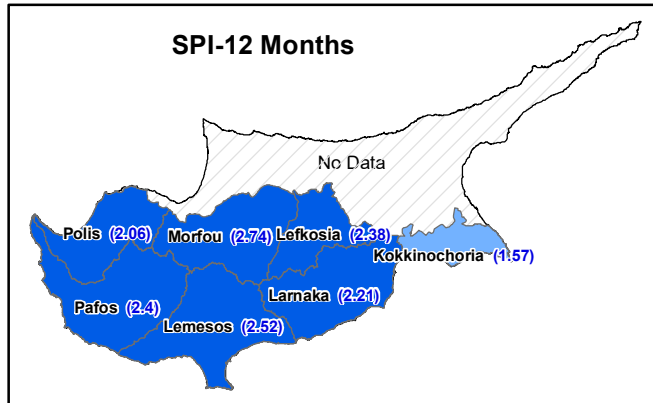 SPI-12 Months
No Data
Polis (2.06)
Morfou (2.74)
Lefkosia (2.38)
Kokkinochoria (1.57)
Pafos (2.4)
Lemesos (2.52)
Larnaka (2.21)